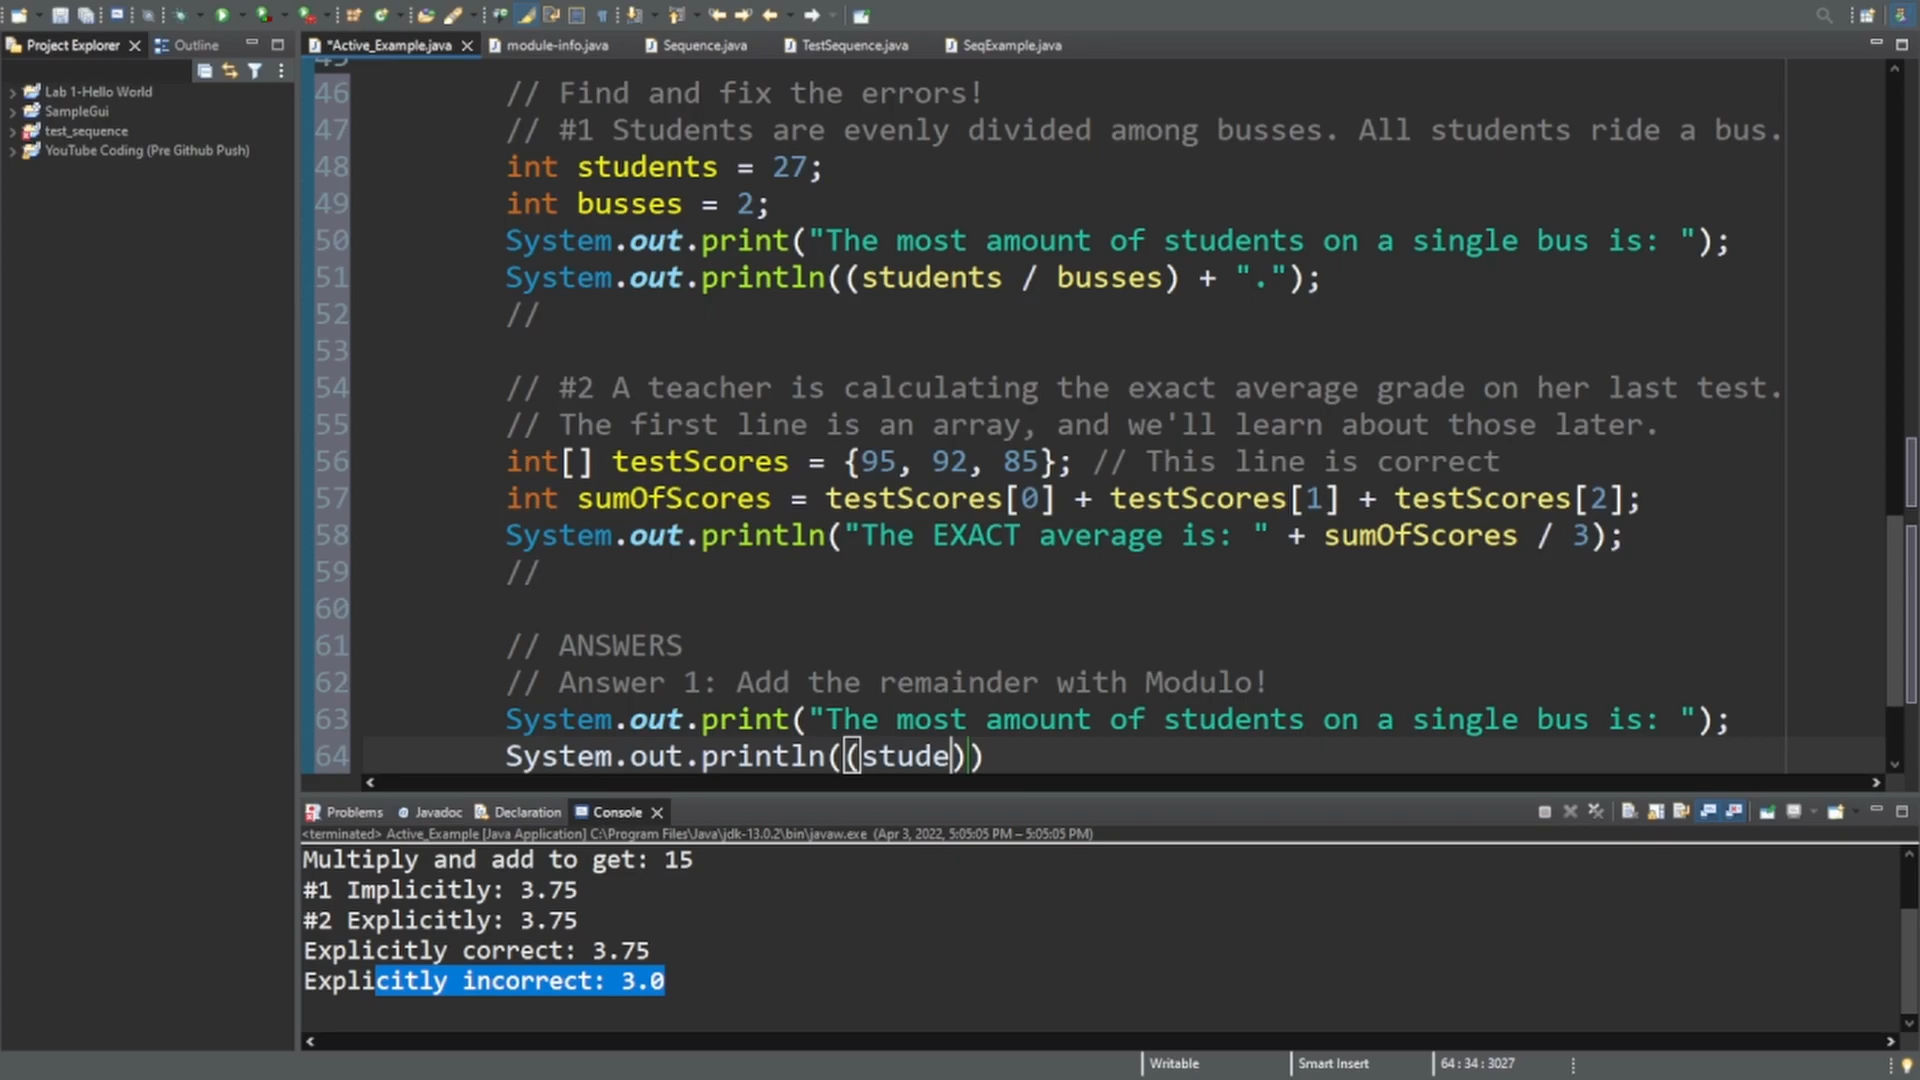 Project Explorer
Outline
*Active_Example.java
module-info.java
Sequence.java
TestSequence.java
SeqExample.java
Lab 1-Hello World
SampleGui
test_sequence
YouTube Coding (Pre Github Push)
45
46 // Find and fix the errors!
47 // #1 Students are evenly divided among busses. All students ride a bus.
48 int students = 27;
49 int busses = 2;
50 System.out.print("The most amount of students on a single bus is: ");
51 System.out.println((students / busses) + ".");
52 //
53
54 // #2 A teacher is calculating the exact average grade on her last test.
55 // The first line is an array, and we'll learn about those later.
56 int[] testScores = {95, 92, 85}; // This line is correct
57 int sumOfScores = testScores[0] + testScores[1] + testScores[2];
58 System.out.println("The EXACT average is: " + sumOfScores / 3);
59 //
60
61 // ANSWERS
62 // Answer 1: Add the remainder with Modulo!
63 System.out.print("The most amount of students on a single bus is: ");
64 System.out.println((stude))
Problems
Javadoc
Declaration
Console
<terminated> Active_Example [Java Application] C:\Program Files\Java\jdk-13.0.2\bin\javaw.exe (Apr 3, 2022, 5:05:05 PM – 5:05:05 PM)
Multiply and add to get: 15
#1 Implicitly: 3.75
#2 Explicitly: 3.75
Explicitly correct: 3.75
Explicitly incorrect: 3.0
Writable
Smart Insert
64 : 34 : 3027